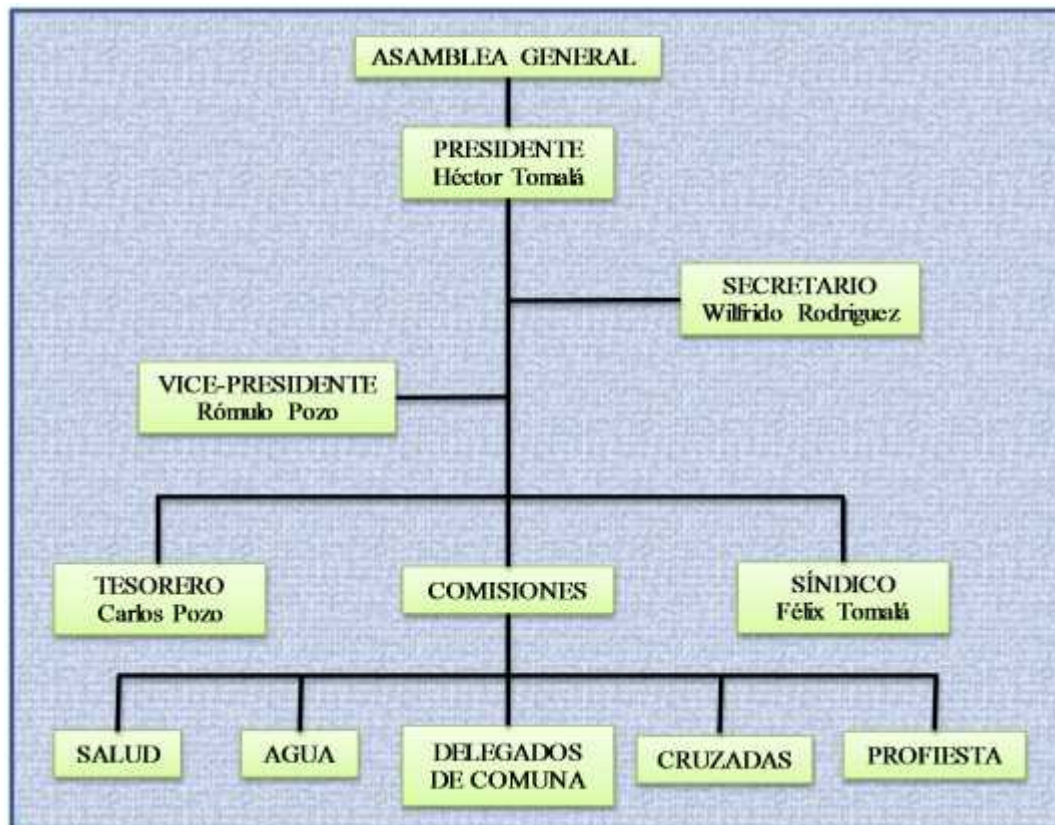 ASAMBLEA GENERAL
PRESIDENTE
Héctor Tomalá
SECRETARIO
Wilfrido Rodriguez
VICE-PRESIDENTE
Rómulo Pozo
TESORERO
Carlos Pozo
COMISIONES
SÍNDICO
Félix Tomalá
SALUD
AGUA
DELEGADOS
DE COMUNA
CRUZADAS
PROFIESTA